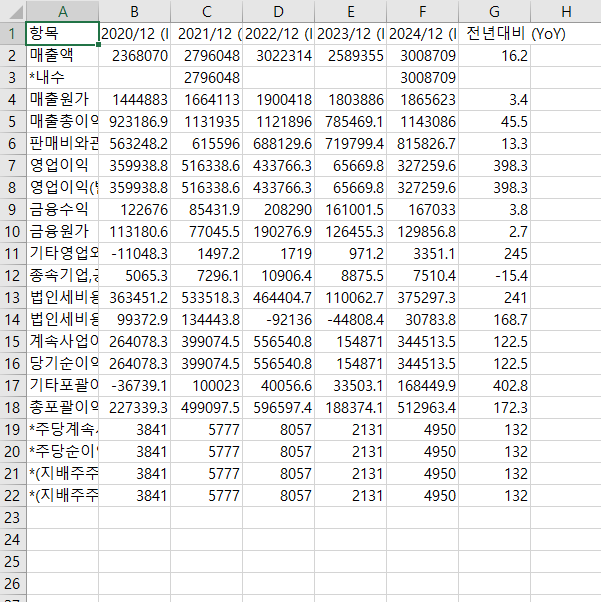 A B C D E F G H
1 항목 2020/12 (I 2021/12 ( 2022/12 (I 2023/12 (I 2024/12 (I 전년대비 (YoY)
2 매출액 2368070 2796048 3022314 2589355 3008709 16.2
3 *내수 2796048 3008709
4 매출원가 1444883 1664113 1900418 1803886 1865623 3.4
5 매출총이익 923186.9 1131935 1121896 785469.1 1143086 45.5
6 판매비와관 563248.2 615596 688129.6 719799.4 815826.7 13.3
7 영업이익 359938.8 516338.6 433766.3 65669.8 327259.6 398.3
8 영업이익(발 359938.8 516338.6 433766.3 65669.8 327259.6 398.3
9 금융수익 122676 85431.9 208290 161001.5 167033 3.8
10 금융원가 113180.6 77045.5 190276.9 126455.3 129856.8 2.7
11 기타영업외 -11048.3 1497.2 1719 971.2 3351.1 245
12 종속기업,공 5065.3 7296.1 10906.4 8875.5 7510.4 -15.4
13 법인세비용 363451.2 533518.3 464404.7 110062.7 375297.3 241
14 법인세비용 99372.9 134443.8 -92136 -44808.4 30783.8 168.7
15 계속사업이 264078.3 399074.5 556540.8 154871 344513.5 122.5
16 당기순이익 264078.3 399074.5 556540.8 154871 344513.5 122.5
17 기타포괄이 -36739.1 100023 40056.6 33503.1 168449.9 402.8
18 총포괄이익 227339.3 499097.5 596597.4 188374.1 512963.4 172.3
19 *주당계속 3841 5777 8057 2131 4950 132
20 *주당순이익 3841 5777 8057 2131 4950 132
21 *(지배주주 3841 5777 8057 2131 4950 132
22 *(지배주주 3841 5777 8057 2131 4950 132
23
24
25
26